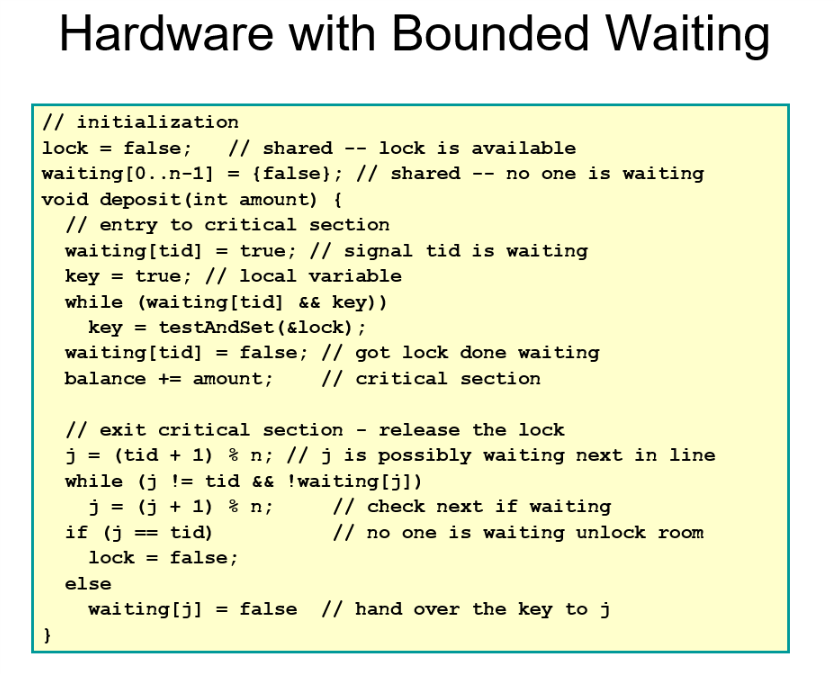 Hardware with Bounded Waiting
// initialization
lock = false;   // shared -- lock is available
waiting[0..n-1] = {false}; // shared -- no one is waiting
void deposit(int amount) {
  // entry to critical section
  waiting[tid] = true; // signal tid is waiting
  key = true; // local variable
  while (waiting[tid] && key))
    key = testAndSet(&lock);
  waiting[tid] = false; // got lock done waiting
  balance += amount;    // critical section
  // exit critical section - release the lock
  j = (tid + 1) % n; // j is possibly waiting next in line
  while (j != tid && !waiting[j])
    j = (j + 1) % n;     // check next if waiting
  if (j == tid)          // no one is waiting unlock room
    lock = false;
  else
    waiting[j] = false  // hand over the key to j
}